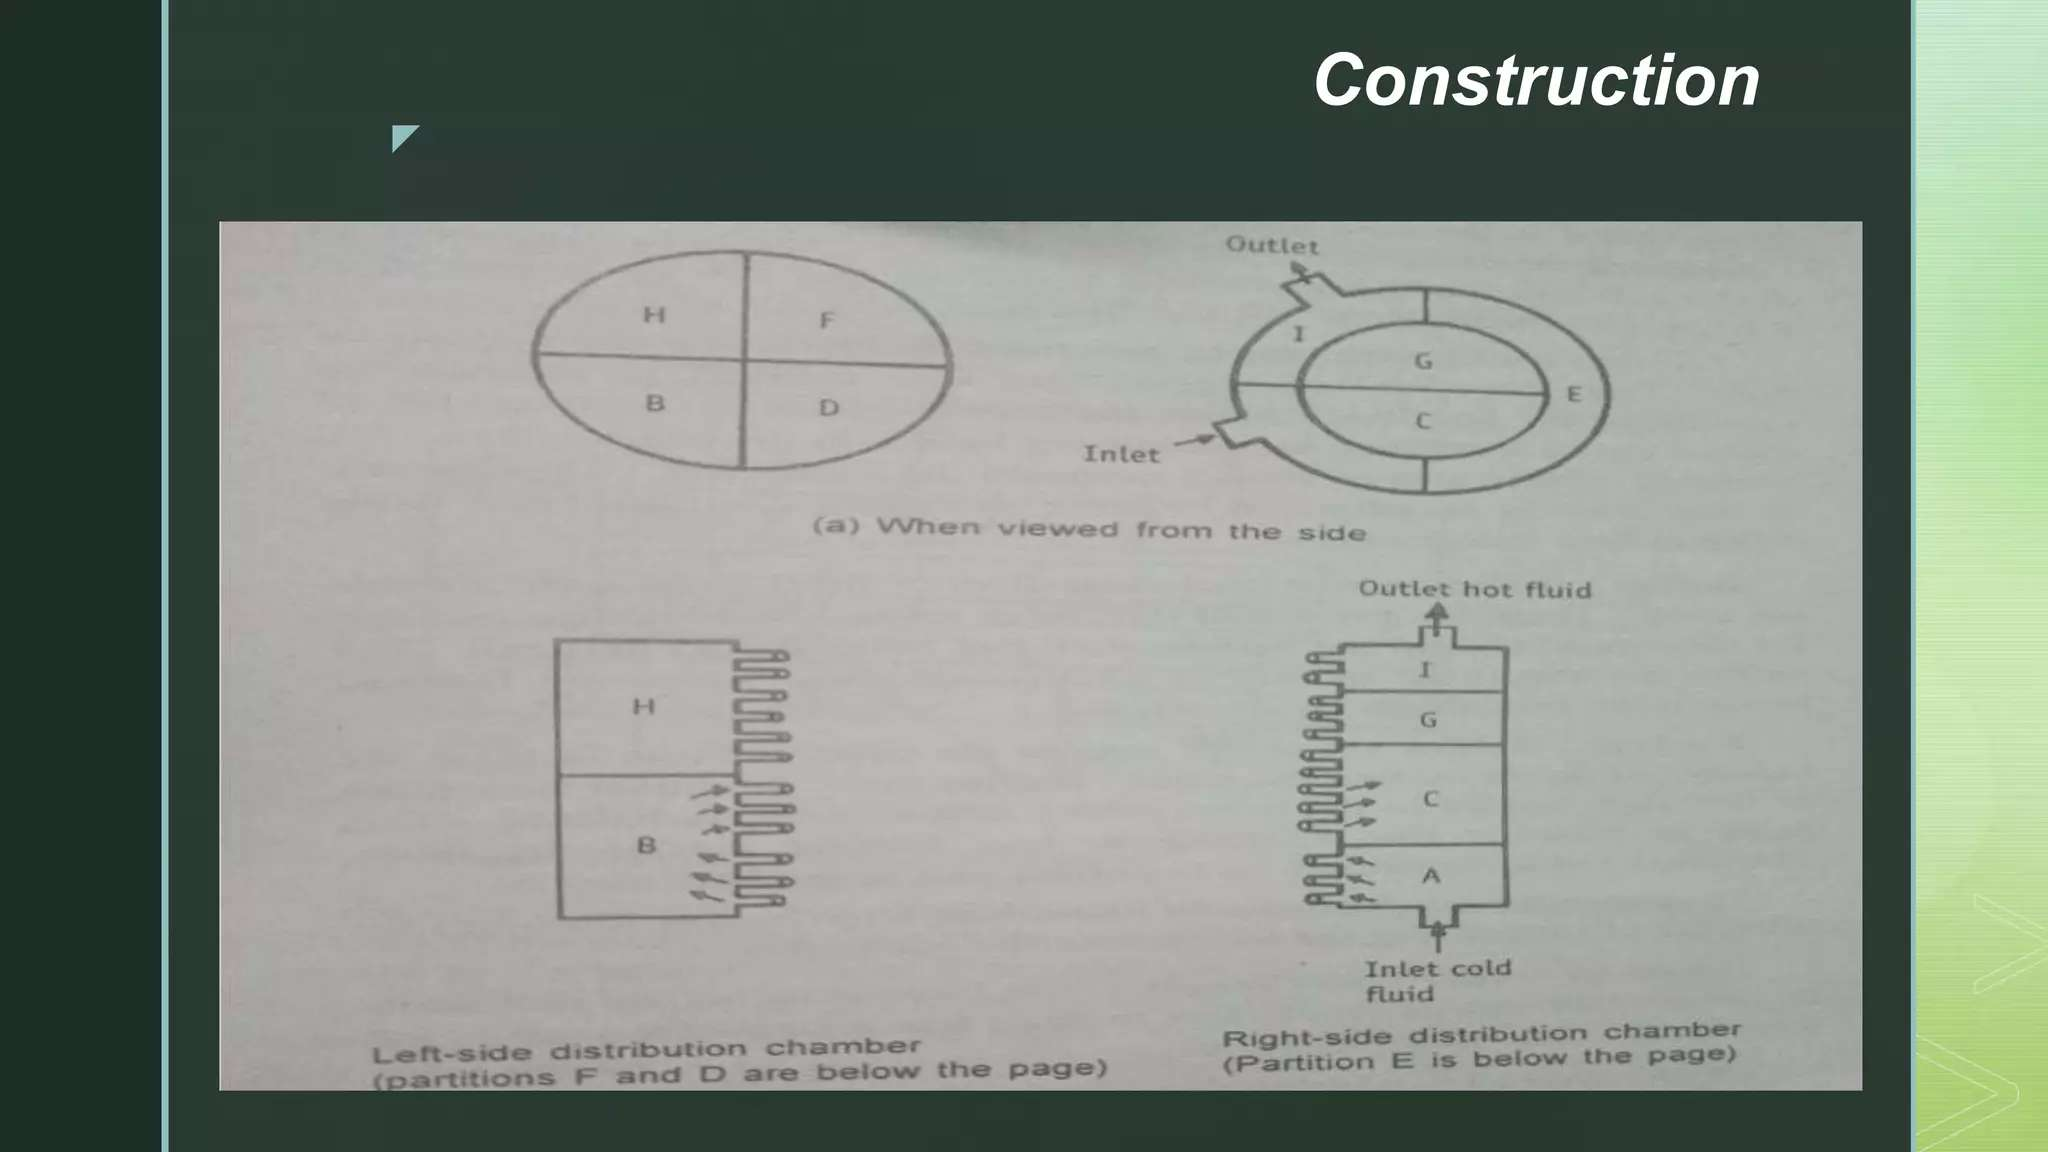 Construction
Outlet
H
F
I
G
E
B
D
C
Inlet
(a) When viewed from the side
Outlet hot fluid
H
I
G
C
B
A
Inlet cold
fluid
Left-side distribution chamber
(partitions F and D are below the page)
Right-side distribution chamber
(Partition E is below the page)